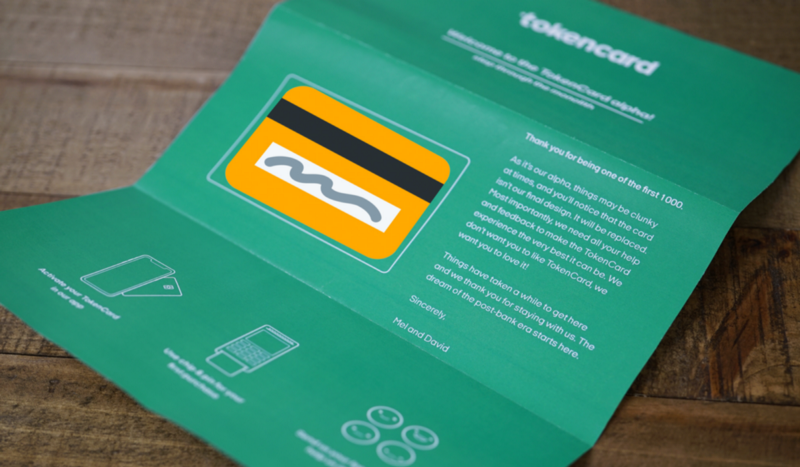 tokencard
Welcome to the TokenCard alpha!
Thank you for being one of the first 1000.
As it's our alpha, things may be clunky
at times, and you'll notice that the card
isn't our final design. It will be replaced.
Most importantly, we need all your help
and feedback to make the TokenCard
experience the very best it can be. We
don't want you to like TokenCard, we
want you to love it!
Things have taken a while to get here
and we thank you for staying with us. The
dream of the post-bank era starts here.
Sincerely,
Mel and David
Activate your TokenCard
in our app
Use chip & pin for your
first purchase